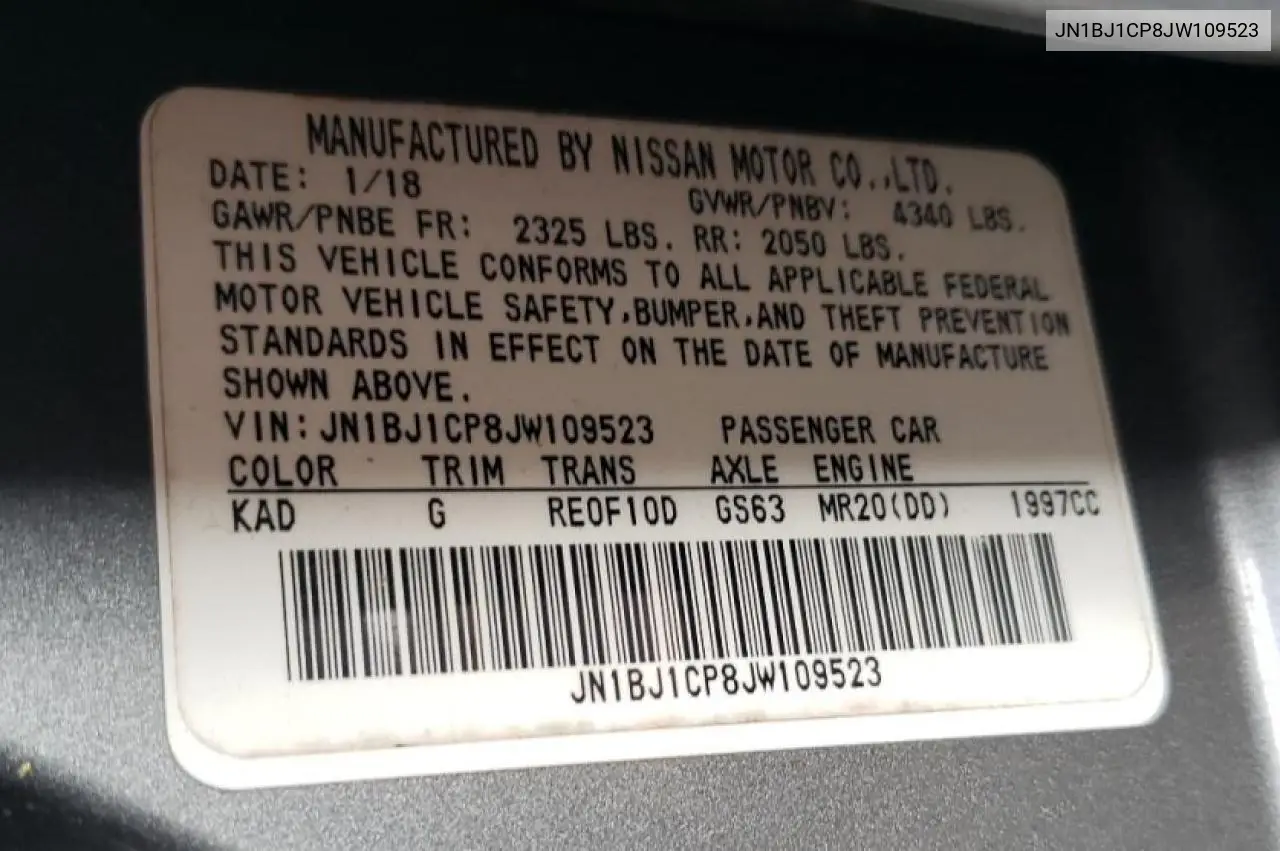 JN1BJ1CP8JW109523
MANUFACTURED BY NISSAN MOTOR CO.,LTD.
DATE: 1/18 GVWR/PNBV: 4340 LBS.
GAWR/PNBE FR: 2325 LBS. RR: 2050 LBS.
THIS VEHICLE CONFORMS TO ALL APPLICABLE FEDERAL
MOTOR VEHICLE SAFETY,BUMPER,AND THEFT PREVENTION
STANDARDS IN EFFECT ON THE DATE OF MANUFACTURE
SHOWN ABOVE.
VIN:JN1BJ1CP8JW109523 PASSENGER CAR
COLOR TRIM TRANS AXLE ENGINE
KAD G RE0F10D GS63 MR20(DD) 1997CC
JN1BJ1CP8JW109523